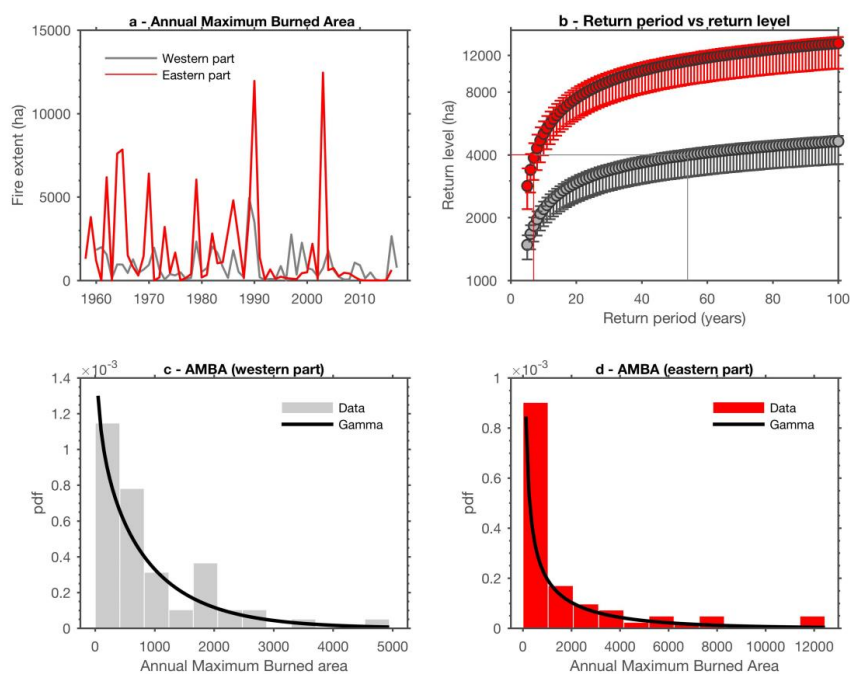 a - Annual Maximum Burned Area
15000
10000
5000
0
Fire extent (ha)
Western part
Eastern part
1960
1970
1980
1990
2000
2010
b - Return period vs return level
12000
8000
4000
2000
1000
Return level (ha)
0
20
40
60
80
100
Return period (years)
c - AMBA (western part)
×10⁻³
1.4
1.2
1
0.8
0.6
0.4
0.2
0
pdf
Data
Gamma
0
1000
2000
3000
4000
5000
Annual Maximum Burned area
d - AMBA (eastern part)
×10⁻³
1
0.8
0.6
0.4
0.2
0
pdf
Data
Gamma
0
2000
4000
6000
8000
10000
12000
Annual Maximum Burned Area